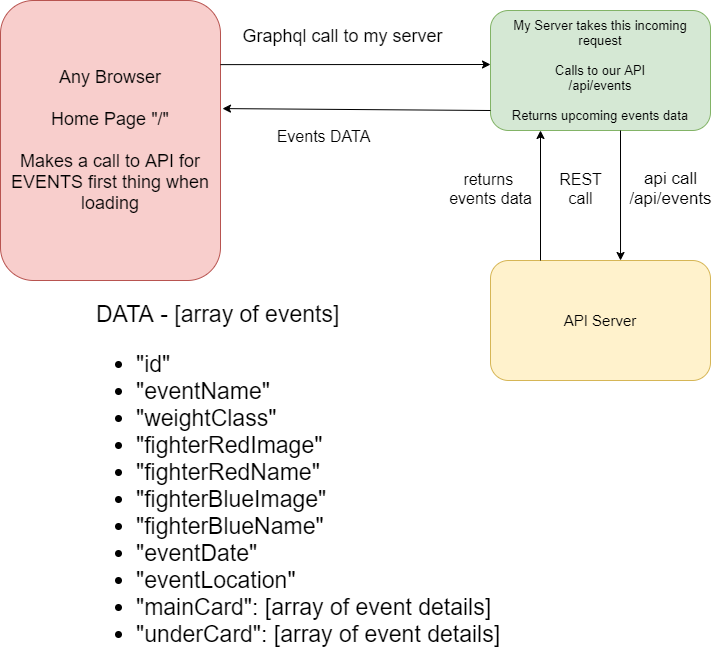 Any Browser
Home Page "/"
Makes a call to API for
EVENTS first thing when
loading
Graphql call to my server
Events DATA
My Server takes this incoming
request
Calls to our API
/api/events
Returns upcoming events data
returns
events data
REST
call
api call
/api/events
API Server
DATA - [array of events]
• "id"
• "eventName"
• "weightClass"
• "fighterRedImage"
• "fighterRedName"
• "fighterBlueImage"
• "fighterBlueName"
• "eventDate"
• "eventLocation"
• "mainCard": [array of event details]
• "underCard": [array of event details]